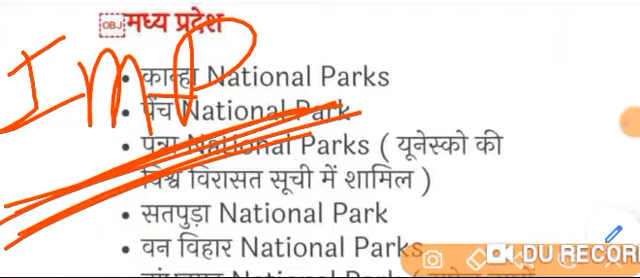 OBJ मध्य प्रदेश
IMP
• कान्हा National Parks
• पेंच National Park
• पन्ना National Parks ( यूनेस्को की
विश्व विरासत सूची में शामिल )
• सतपुड़ा National Park
• वन विहार National Parks
DU RECOR